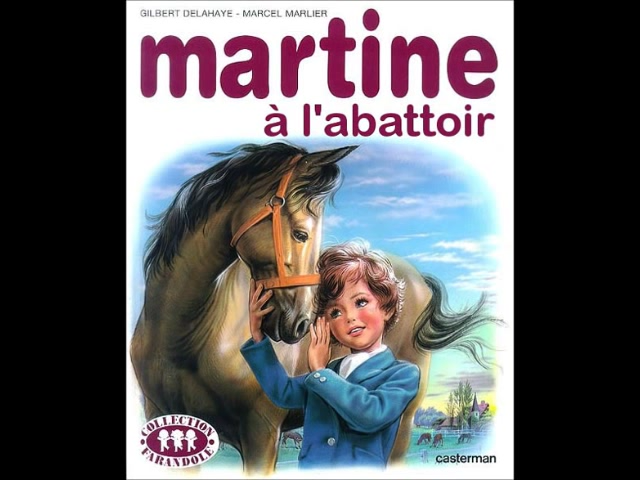 GILBERT DELAHAYE - MARCEL MARLIER
martine
à l'abattoir
COLLECTION
FARANDOLE
casterman